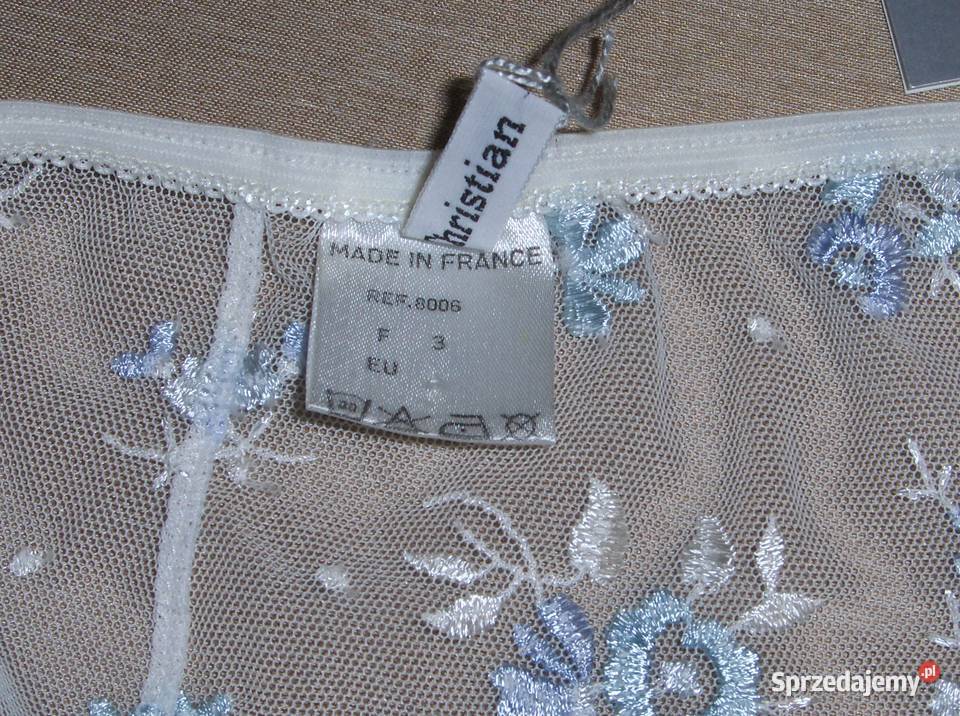 hristian
MADE IN FRANCE
REF.8006
F 3
EU
Sprzedajemy.pl